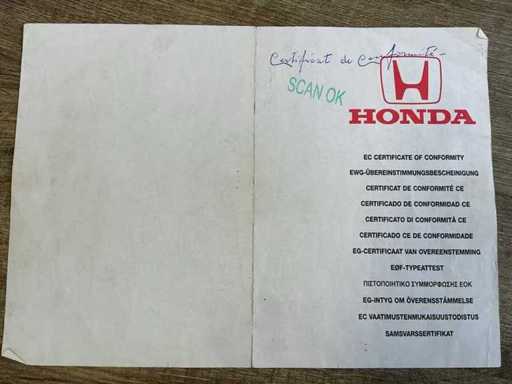 Certificat de Conformité -
SCAN OK
HONDA
EC CERTIFICATE OF CONFORMITY
EWG-ÜBEREINSTIMMUNGSBESCHEINIGUNG
CERTIFICAT DE CONFORMITÉ CE
CERTIFICADO DE CONFORMIDAD CE
CERTIFICATO DI CONFORMITÀ CE
CERTIFICADO CE DE CONFORMIDADE
EG-CERTIFICAAT VAN OVEREENSTEMMING
EØF-TYPEATTEST
ΠΙΣΤΟΠΟΙΗΤΙΚΟ ΣΥΜΜΟΡΦΩΣΗΣ ΕΟΚ
EG-INTYG OM ÖVERENSSTÄMMELSE
EC VAATIMUSTENMUKAISUUSTODISTUS
SAMSVARSSERTIFIKAT